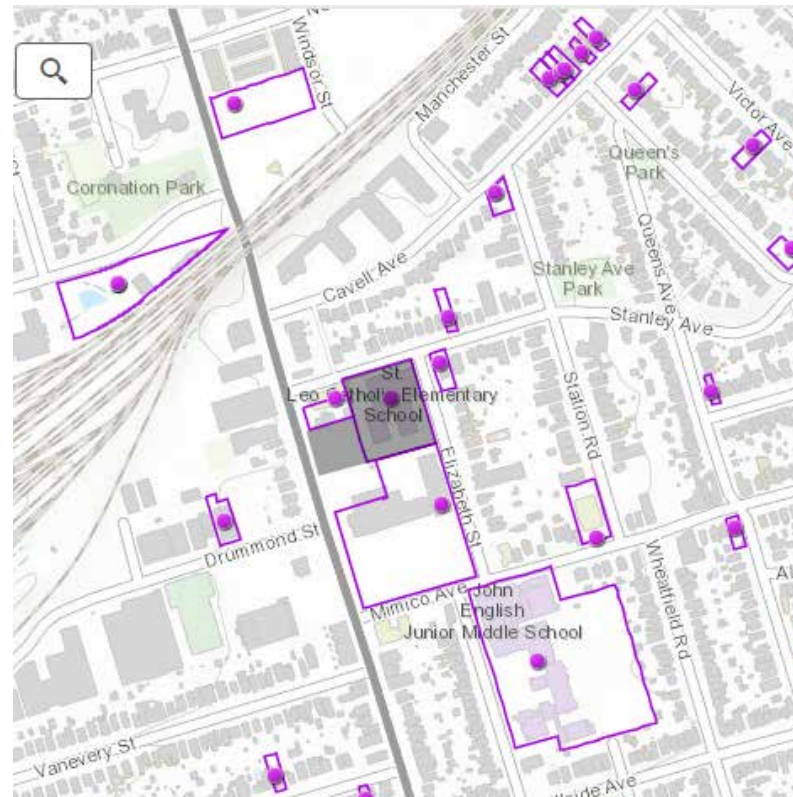 Windsor St
Manchester St
Victor Ave
Coronation Park
Queen's
Park
Cavell Ave
Stanley Ave
Park
Queens Ave
Stanley Ave
St.
Leo Catholic Elementary
School
Station Rd
Elizabeth St
Drummond St
Mimico Ave
John
English
Junior Middle School
Wheatfield Rd
Vanevery St